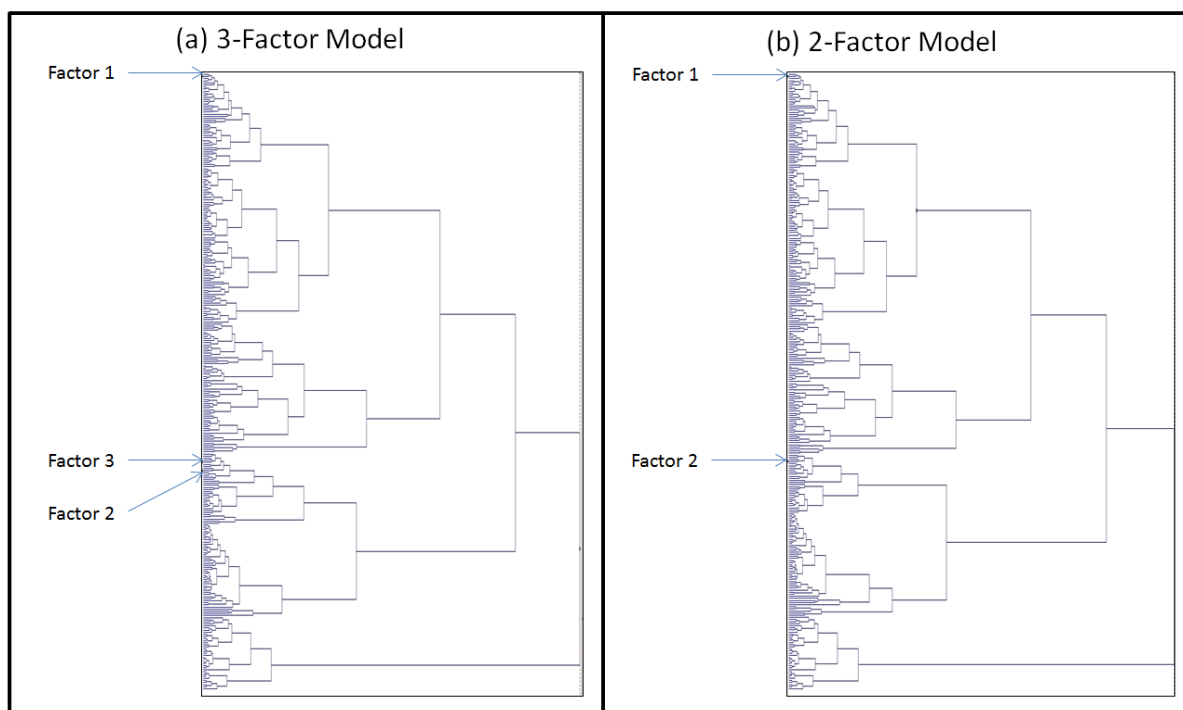 (a) 3-Factor Model
Factor 1
Factor 3
Factor 2
(b) 2-Factor Model
Factor 1
Factor 2